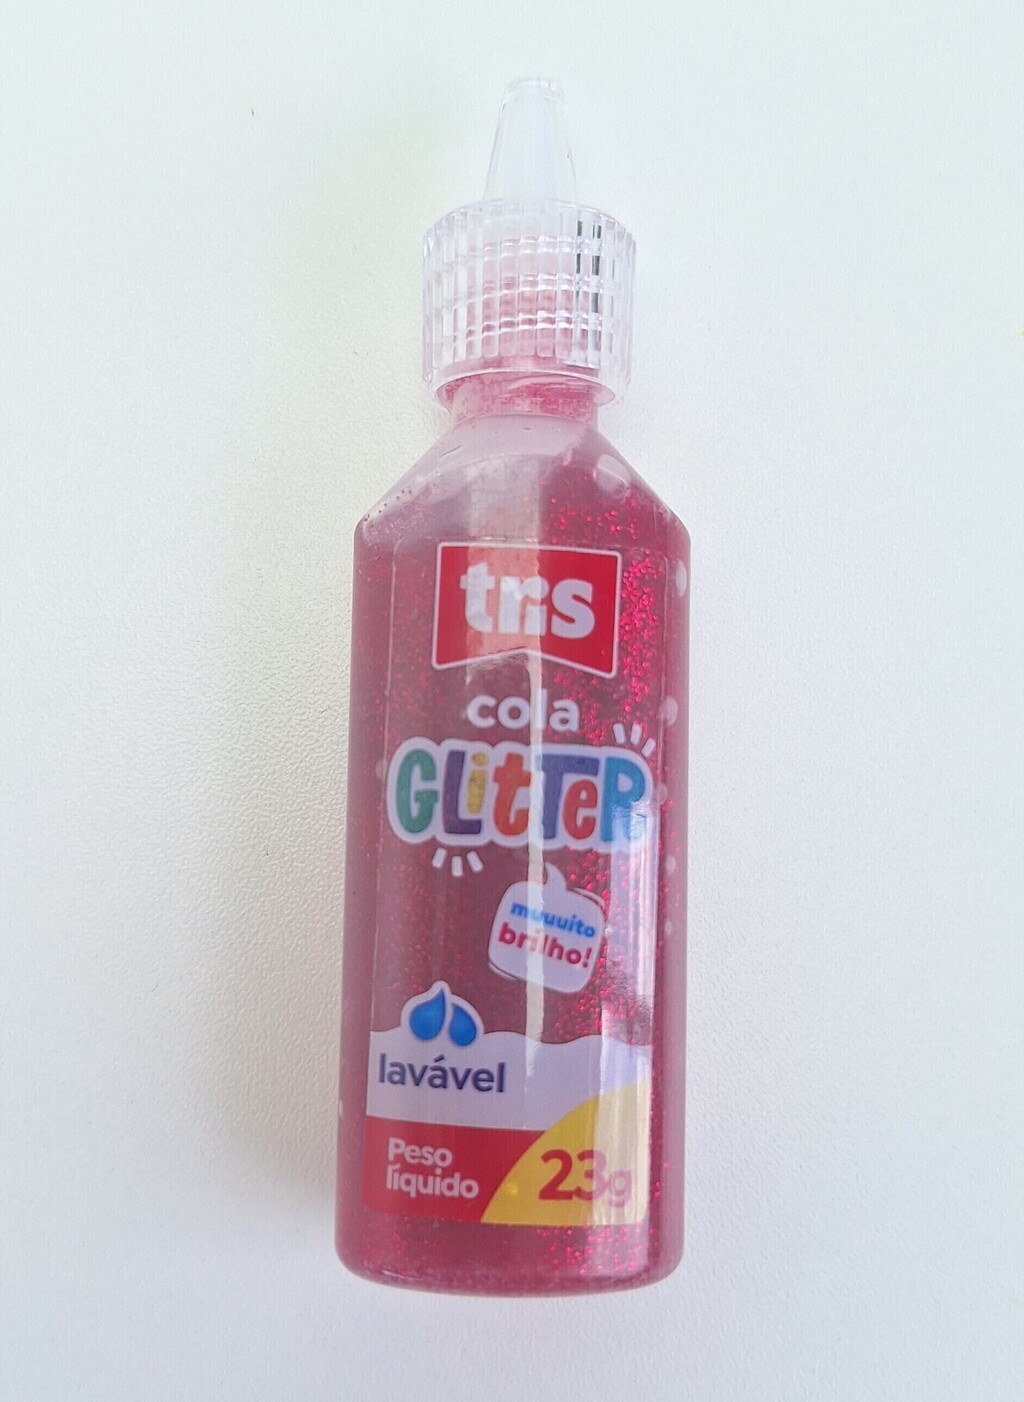 tris
cola
GLitTeR
muuuito
brilho!
lavável
Peso
líquido
23g